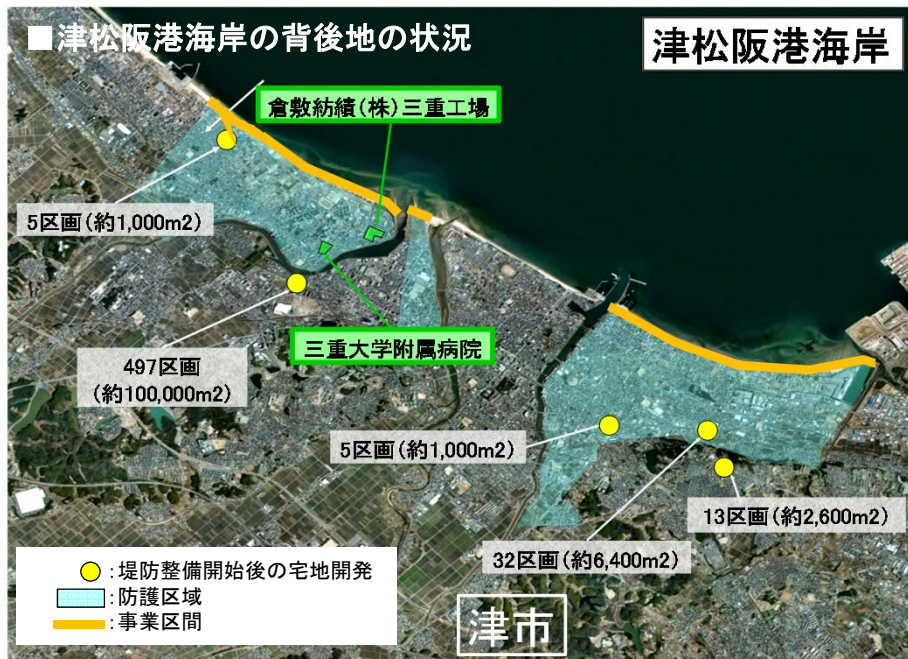 ■津松阪港海岸の背後地の状況
津松阪港海岸
倉敷紡績(株)三重工場
5区画(約1,000m2)
三重大学附属病院
497区画
(約100,000m2)
5区画(約1,000m2)
13区画(約2,600m2)
32区画(約6,400m2)
:堤防整備開始後の宅地開発
:防護区域
:事業区間
津市